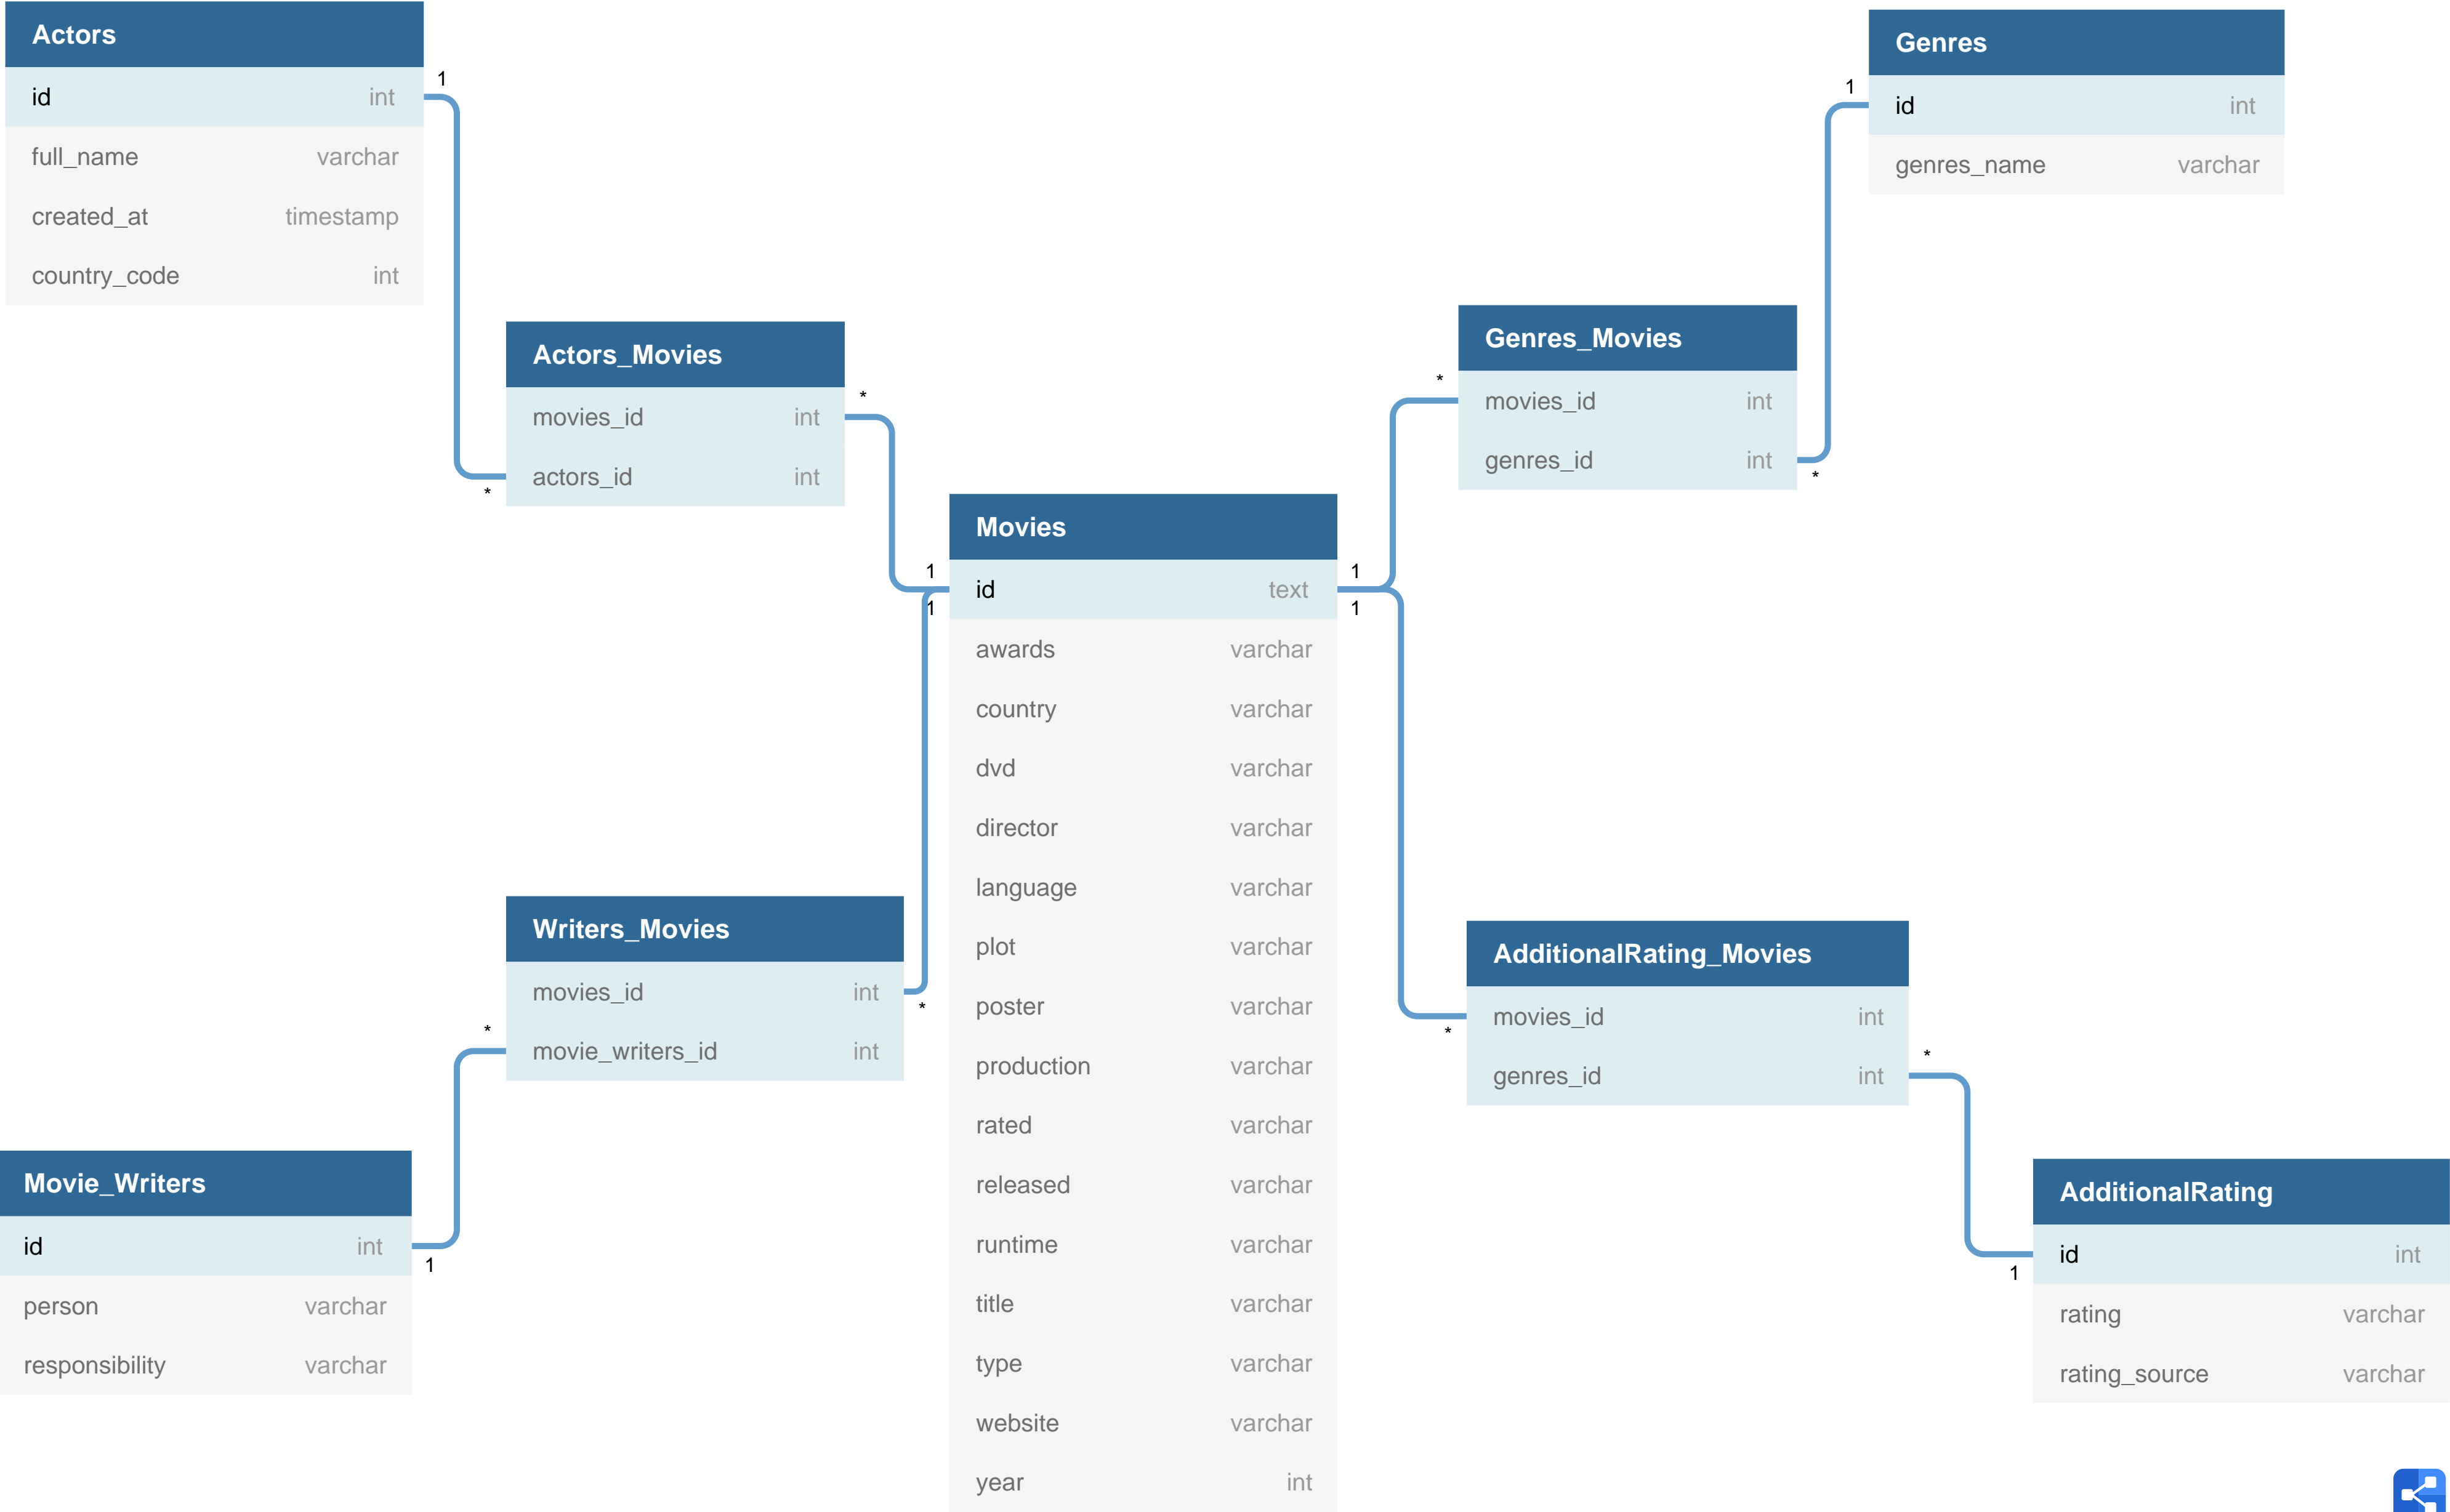 Actors
id int
full_name varchar
created_at timestamp
country_code int
1
*
Actors_Movies
movies_id int
actors_id int
*
1
Genres
id int
genres_name varchar
1
*
Genres_Movies
movies_id int
genres_id int
*
1
Movies
id text
awards varchar
country varchar
dvd varchar
director varchar
language varchar
plot varchar
poster varchar
production varchar
rated varchar
released varchar
runtime varchar
title varchar
type varchar
website varchar
year int
1
1
Writers_Movies
movies_id int
movie_writers_id int
*
*
Movie_Writers
id int
person varchar
responsibility varchar
1
AdditionalRating_Movies
movies_id int
genres_id int
*
*
AdditionalRating
id int
rating varchar
rating_source varchar
1